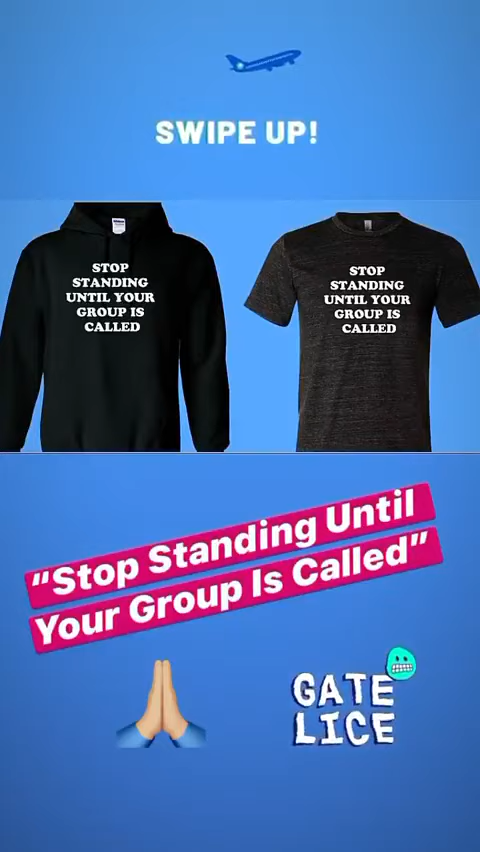 SWIPE UP!
STOP
STANDING
UNTIL YOUR
GROUP IS
CALLED
STOP
STANDING
UNTIL YOUR
GROUP IS
CALLED
"Stop Standing Until
Your Group Is Called"
GATE
LICE